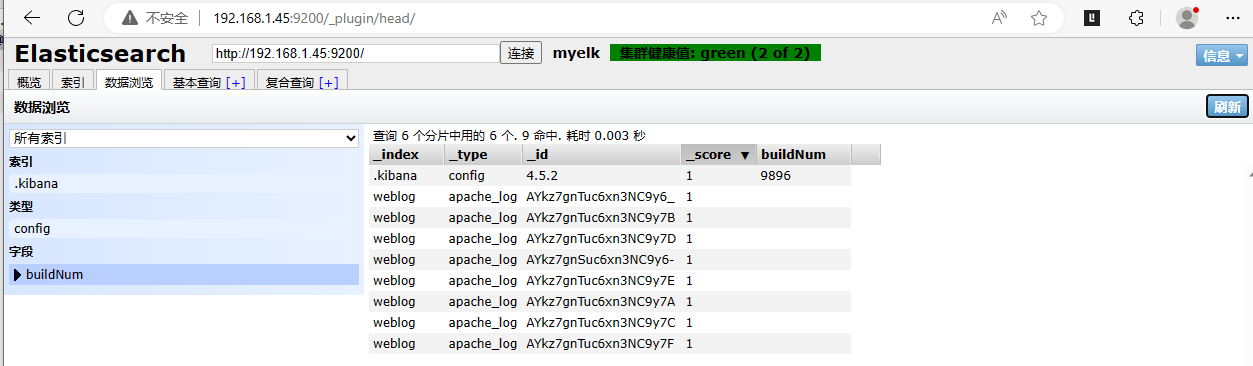 不安全 192.168.1.45:9200/_plugin/head/
Elasticsearch http://192.168.1.45:9200/ 连接 myelk 集群健康值: green (2 of 2) 信息
概览 索引 数据浏览 基本查询 [+] 复合查询 [+]
数据浏览 刷新
所有索引
索引
.kibana
类型
config
字段
buildNum
查询 6 个分片中用的 6 个. 9 命中. 耗时 0.003 秒
_index _type _id _score ▼ buildNum
.kibana config 4.5.2 1 9896
weblog apache_log AYkz7gnTuc6xn3NC9y6_ 1
weblog apache_log AYkz7gnTuc6xn3NC9y7B 1
weblog apache_log AYkz7gnTuc6xn3NC9y7D 1
weblog apache_log AYkz7gnSuc6xn3NC9y6- 1
weblog apache_log AYkz7gnTuc6xn3NC9y7E 1
weblog apache_log AYkz7gnTuc6xn3NC9y7A 1
weblog apache_log AYkz7gnTuc6xn3NC9y7C 1
weblog apache_log AYkz7gnTuc6xn3NC9y7F 1